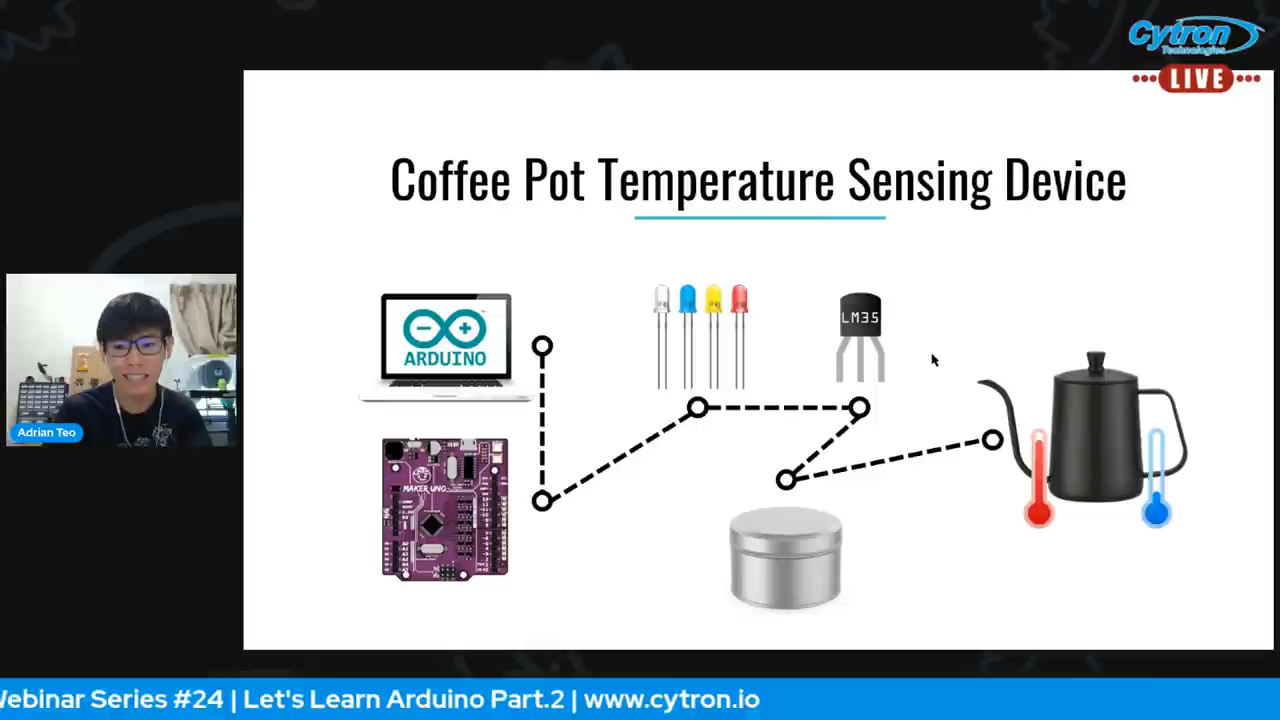 Cytron
Technologies
LIVE
Coffee Pot Temperature Sensing Device
ARDUINO
LM35
MAKER UNO
Adrian Teo
Webinar Series #24 | Let's Learn Arduino Part.2 | www.cytron.io